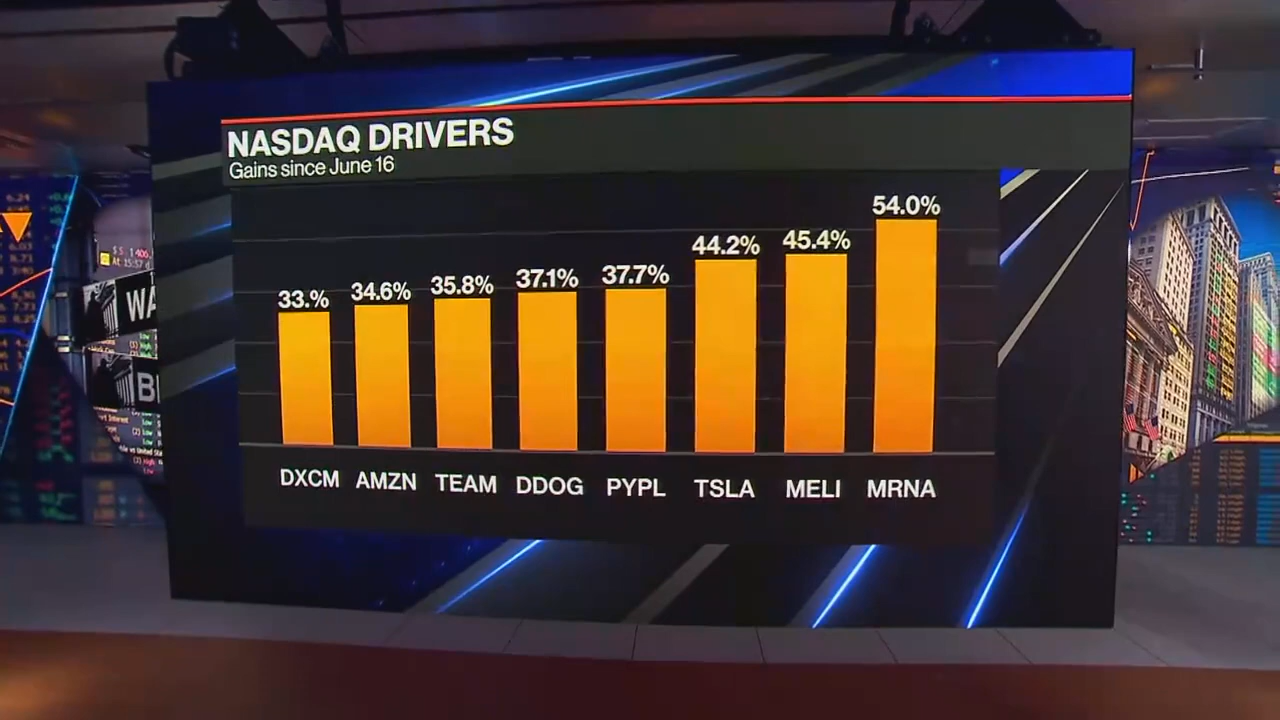 NASDAQ DRIVERS
Gains since June 16
33.% 34.6% 35.8% 37.1% 37.7% 44.2% 45.4% 54.0%
DXCM AMZN TEAM DDOG PYPL TSLA MELI MRNA
WA
B